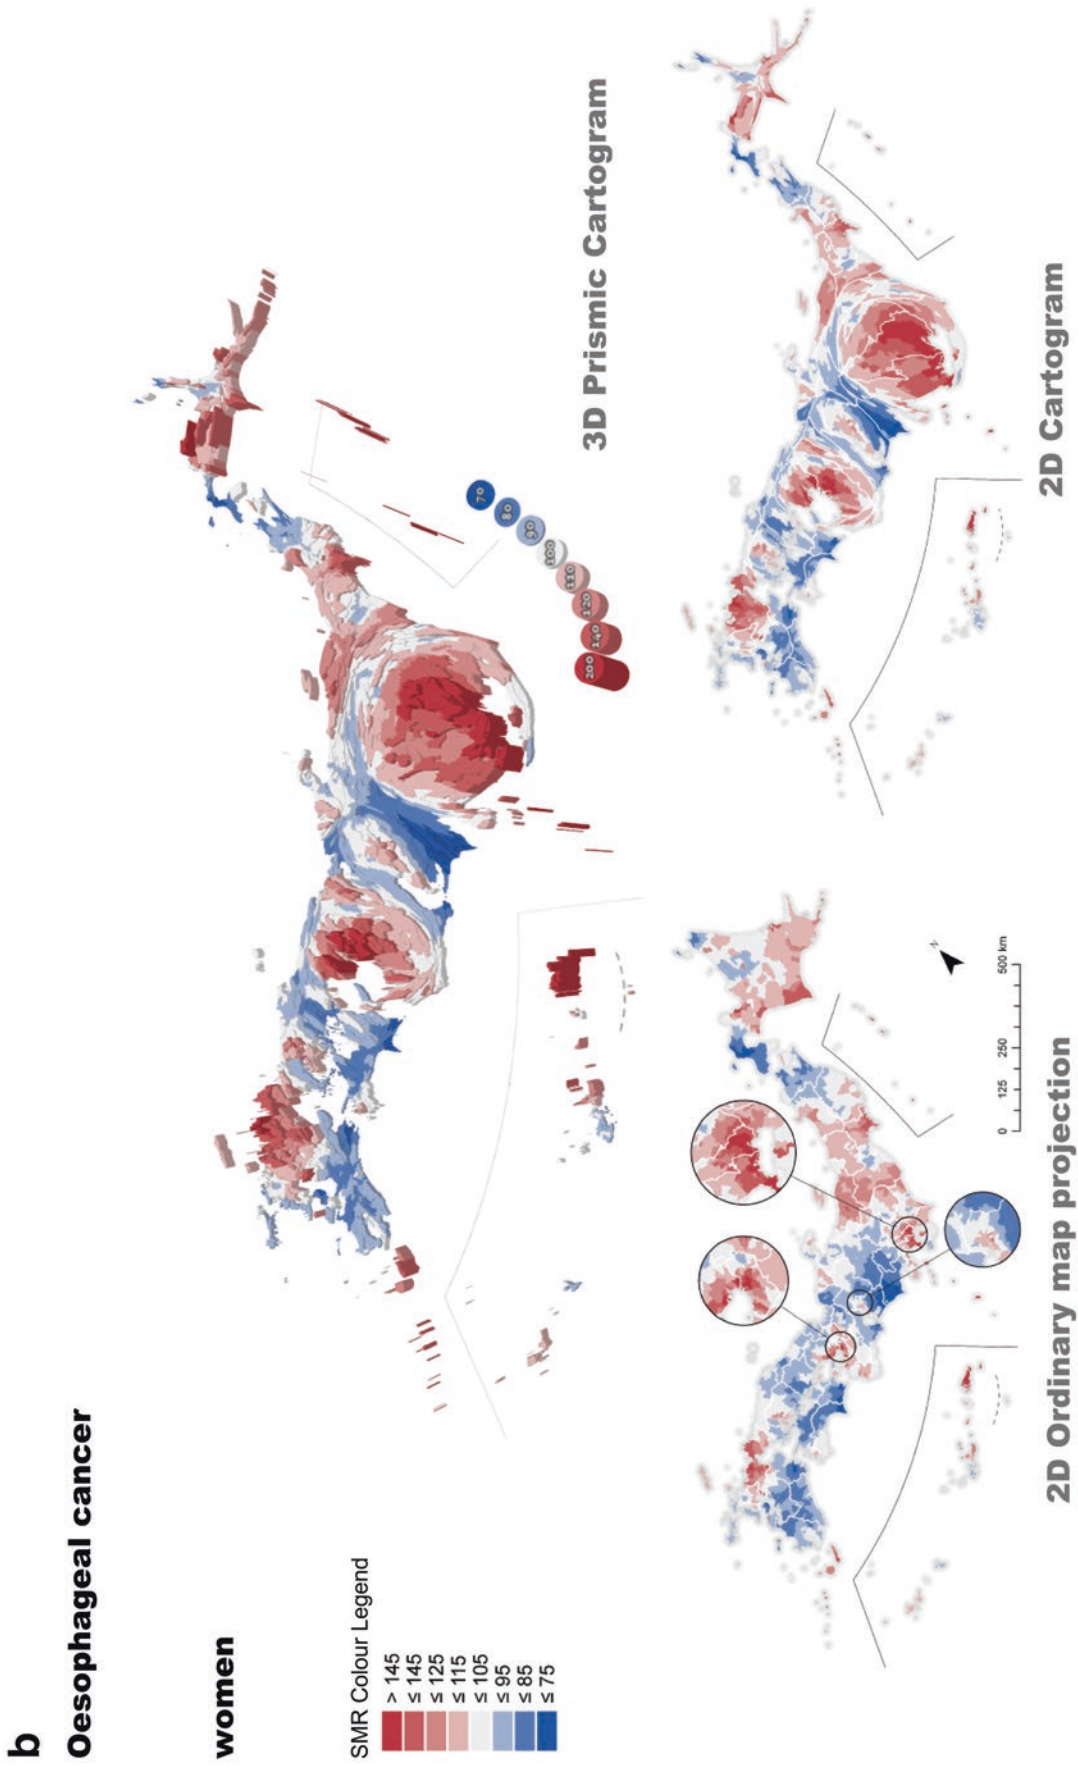 b
Oesophageal cancer
women
SMR Colour Legend
> 145
≤ 145
≤ 125
≤ 115
≤ 105
≤ 95
≤ 85
≤ 75
200
140
120
110
100
90
80
70
3D Prismic Cartogram
N
0 125 250 500 km
2D Ordinary map projection
2D Cartogram